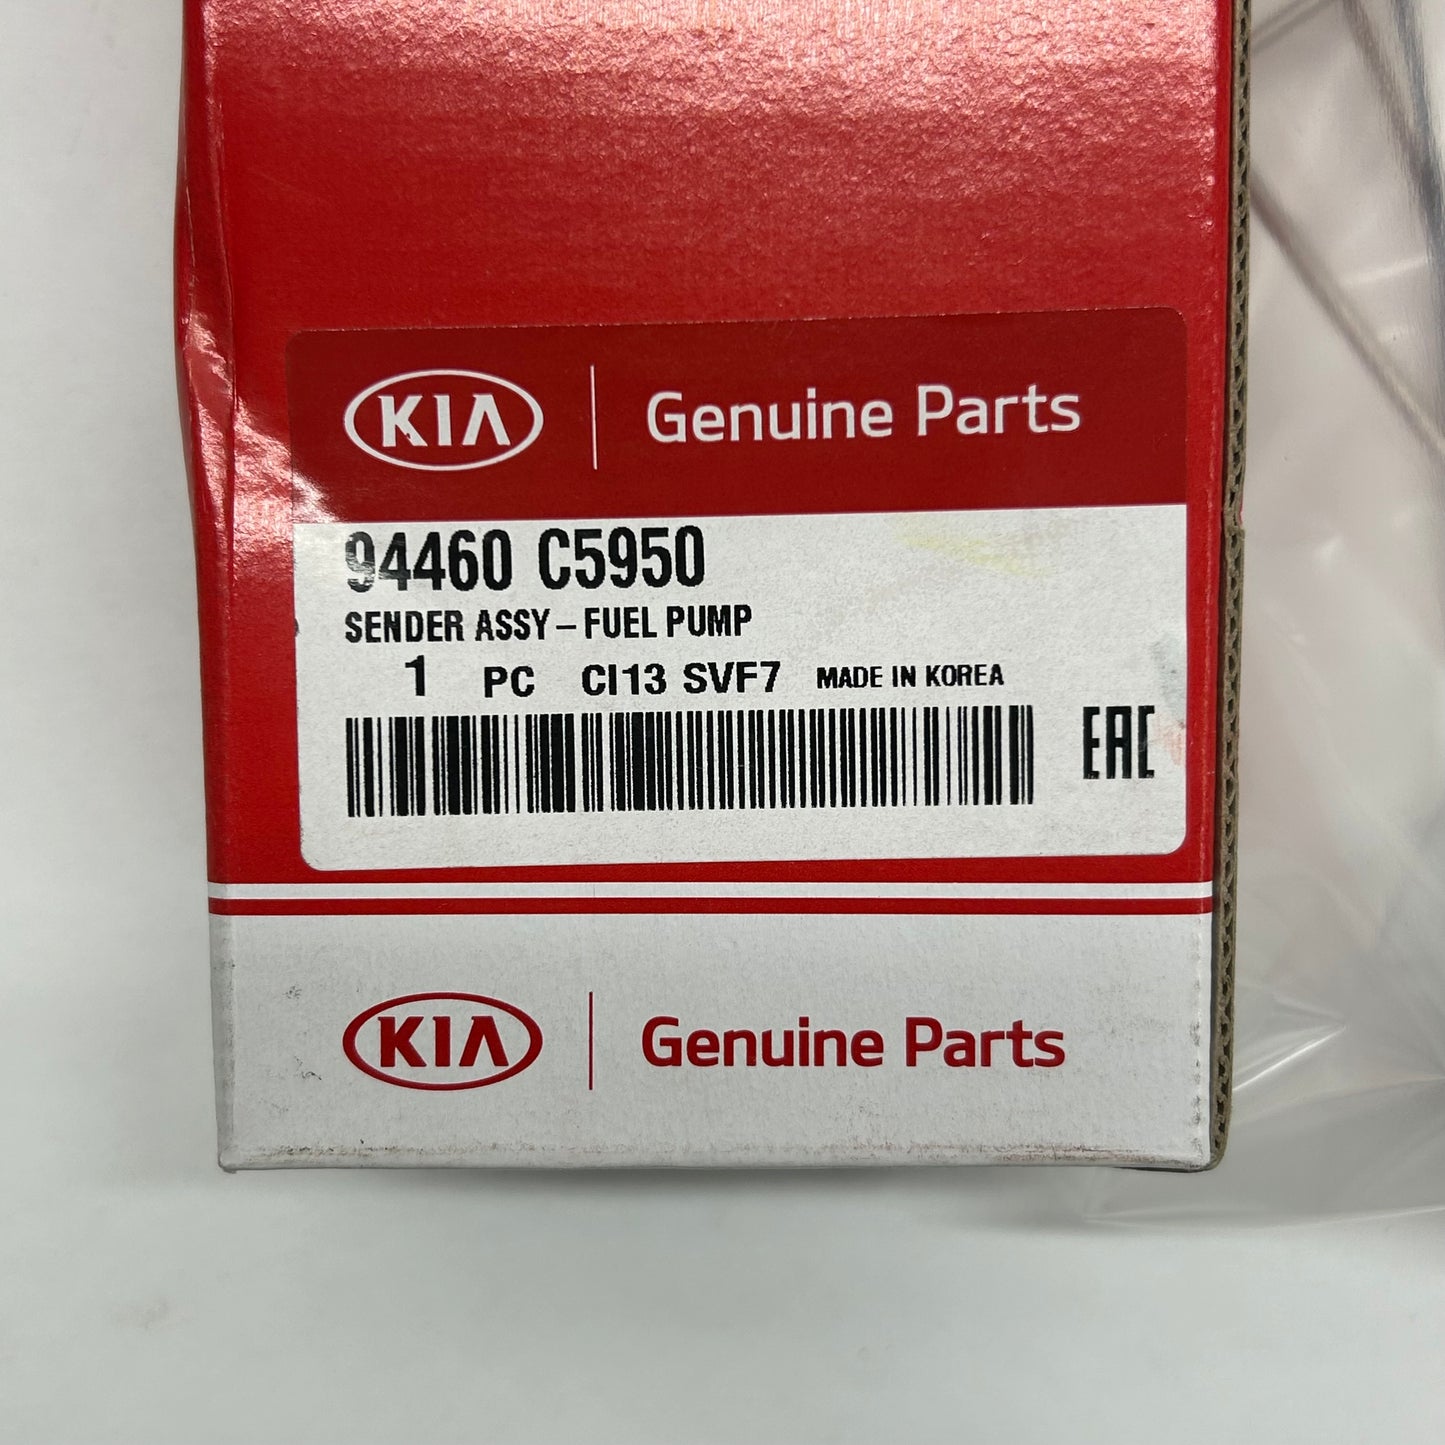 KIA Genuine Parts
94460 C5950
SENDER ASSY-FUEL PUMP
1 PC CI13 SVF7 MADE IN KOREA
EAC
KIA Genuine Parts